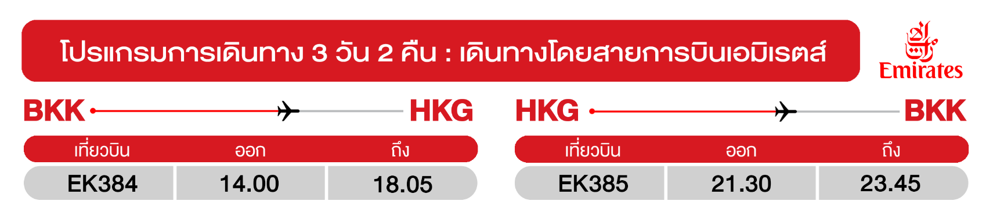 โปรแกรมการเดินทาง 3 วัน 2 คืน : เดินทางโดยสายการบินเอมิเรตส์
Emirates
BKK HKG
เที่ยวบิน ออก ถึง
EK384 14.00 18.05
HKG BKK
เที่ยวบิน ออก ถึง
EK385 21.30 23.45